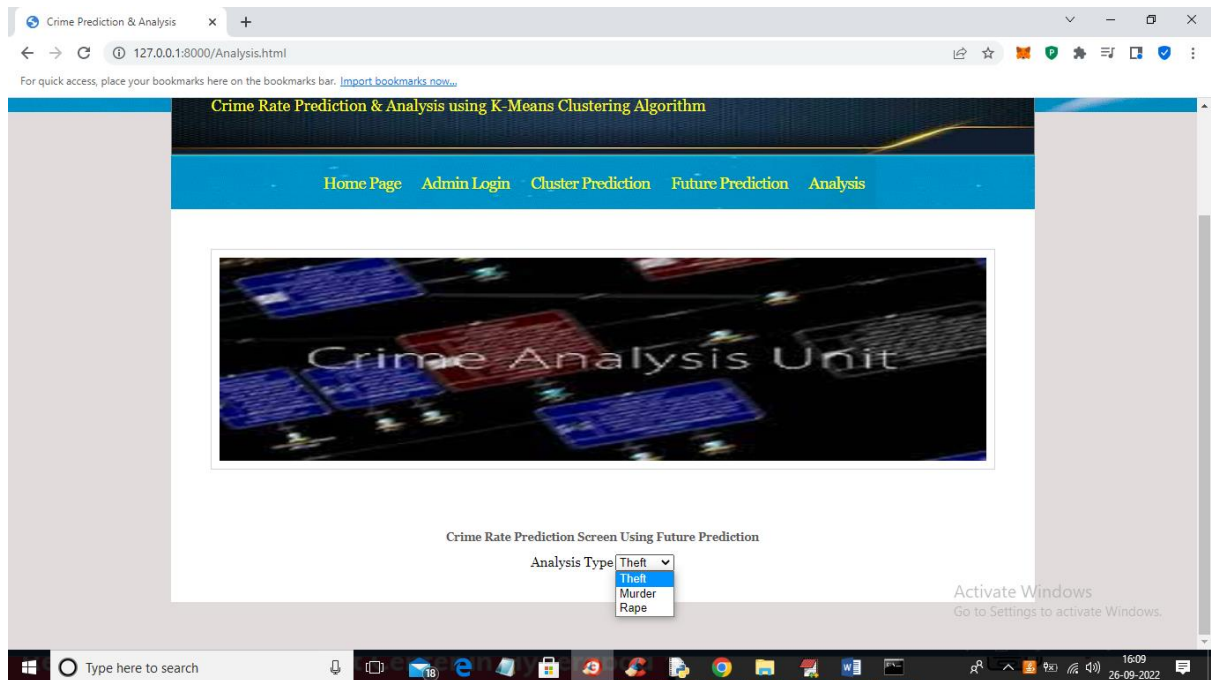 Crime Prediction & Analysis
127.0.0.1:8000/Analysis.html
For quick access, place your bookmarks here on the bookmarks bar. Import bookmarks now...
Crime Rate Prediction & Analysis using K-Means Clustering Algorithm
Home Page Admin Login Cluster Prediction Future Prediction Analysis
Crime Analysis Unit
Crime Rate Prediction Screen Using Future Prediction
Analysis Type Theft
Theft
Murder
Rape
Activate Windows
Go to Settings to activate Windows.
Type here to search
18
16:09
26-09-2022